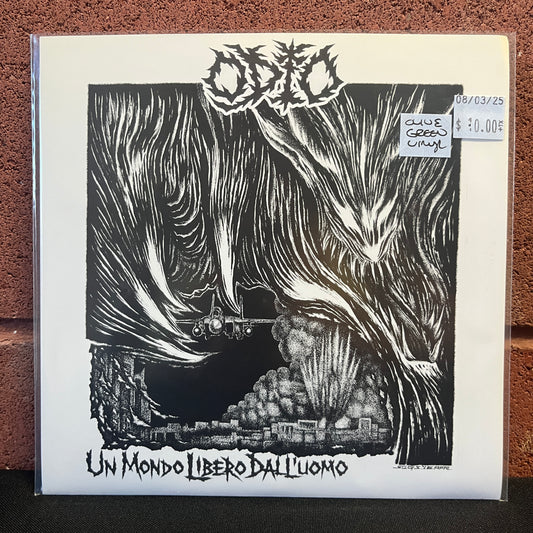 ODIO
08/03/25
$ 10.00
OLIVE
GREEN
VINYL
UN MONDO LIBERO DALL'UOMO